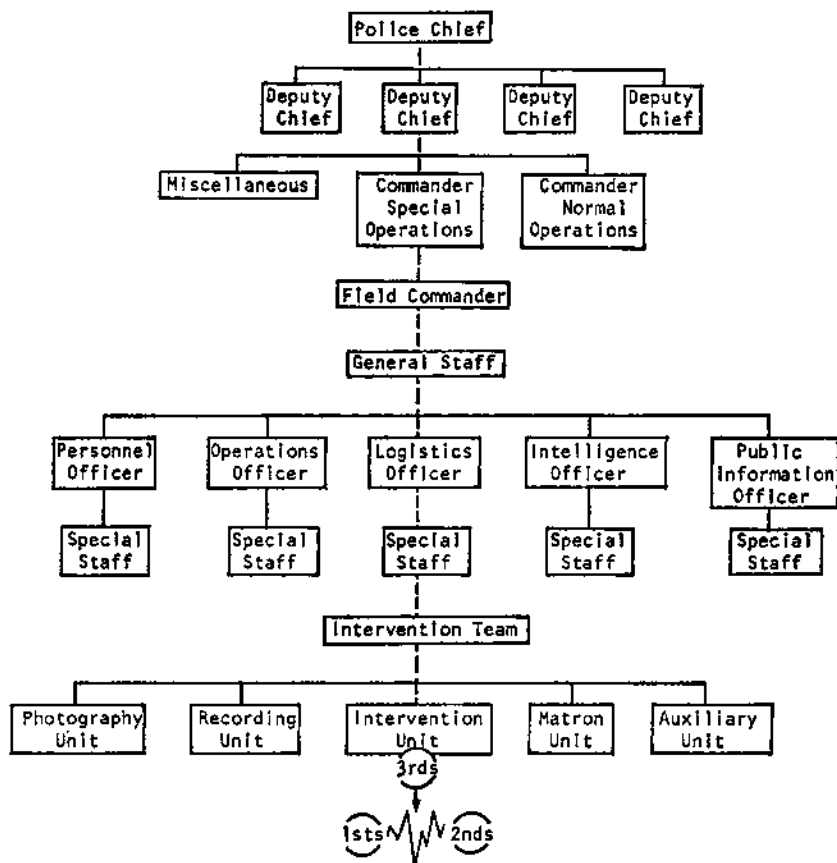 Police Chief
Deputy Chief
Deputy Chief
Deputy Chief
Deputy Chief
Miscellaneous
Commander Special Operations
Commander Normal Operations
Field Commander
General Staff
Personnel Officer
Operations Officer
Logistics Officer
Intelligence Officer
Public Information Officer
Special Staff
Special Staff
Special Staff
Special Staff
Special Staff
Intervention Team
Photography Unit
Recording Unit
Intervention Unit
Matron Unit
Auxiliary Unit
3rds
1sts
2nds